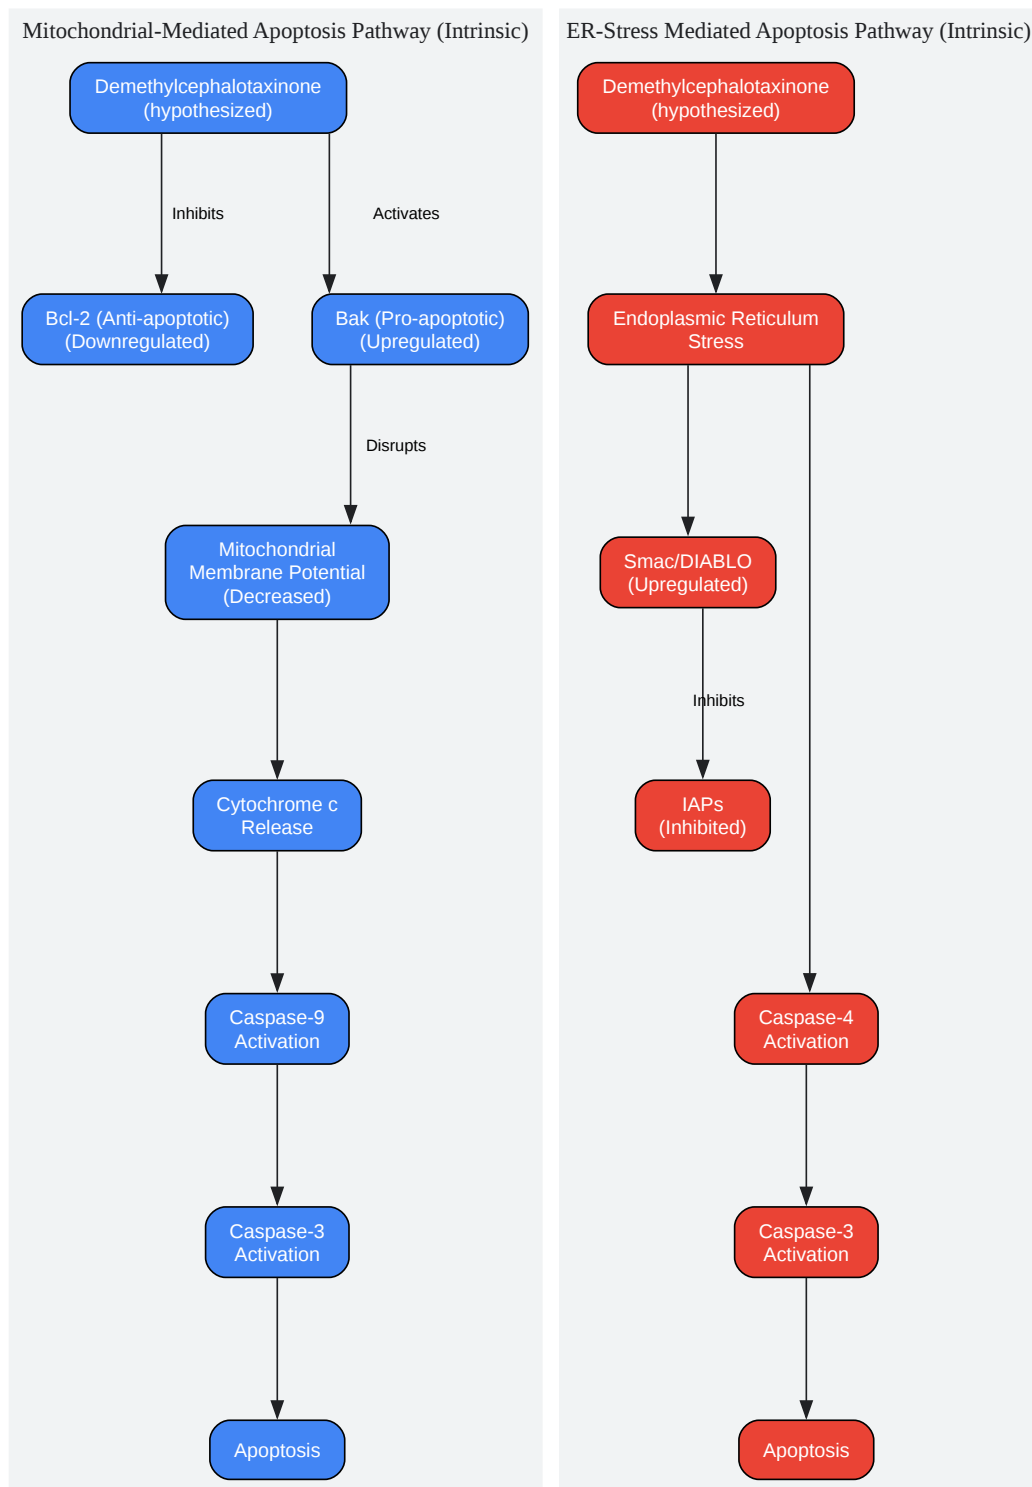 Mitochondrial-Mediated Apoptosis Pathway (Intrinsic)
Demethylcephalotaxinone
(hypothesized)
Inhibits
Activates
Bcl-2 (Anti-apoptotic)
(Downregulated)
Bak (Pro-apoptotic)
(Upregulated)
Disrupts
Mitochondrial
Membrane Potential
(Decreased)
Cytochrome c
Release
Caspase-9
Activation
Caspase-3
Activation
Apoptosis
ER-Stress Mediated Apoptosis Pathway (Intrinsic)
Demethylcephalotaxinone
(hypothesized)
Endoplasmic Reticulum
Stress
Smac/DIABLO
(Upregulated)
Inhibits
IAPs
(Inhibited)
Caspase-4
Activation
Caspase-3
Activation
Apoptosis